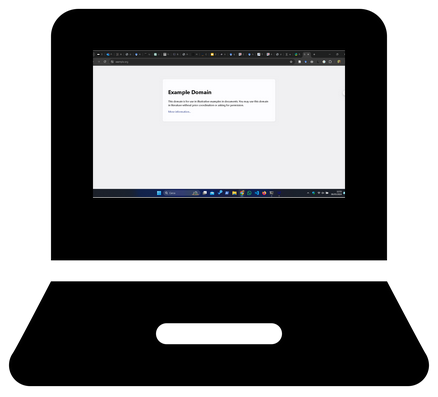 Example Domain
This domain is for use in illustrative examples in documents. You may use this domain
in literature without prior coordination or asking for permission.
More information...